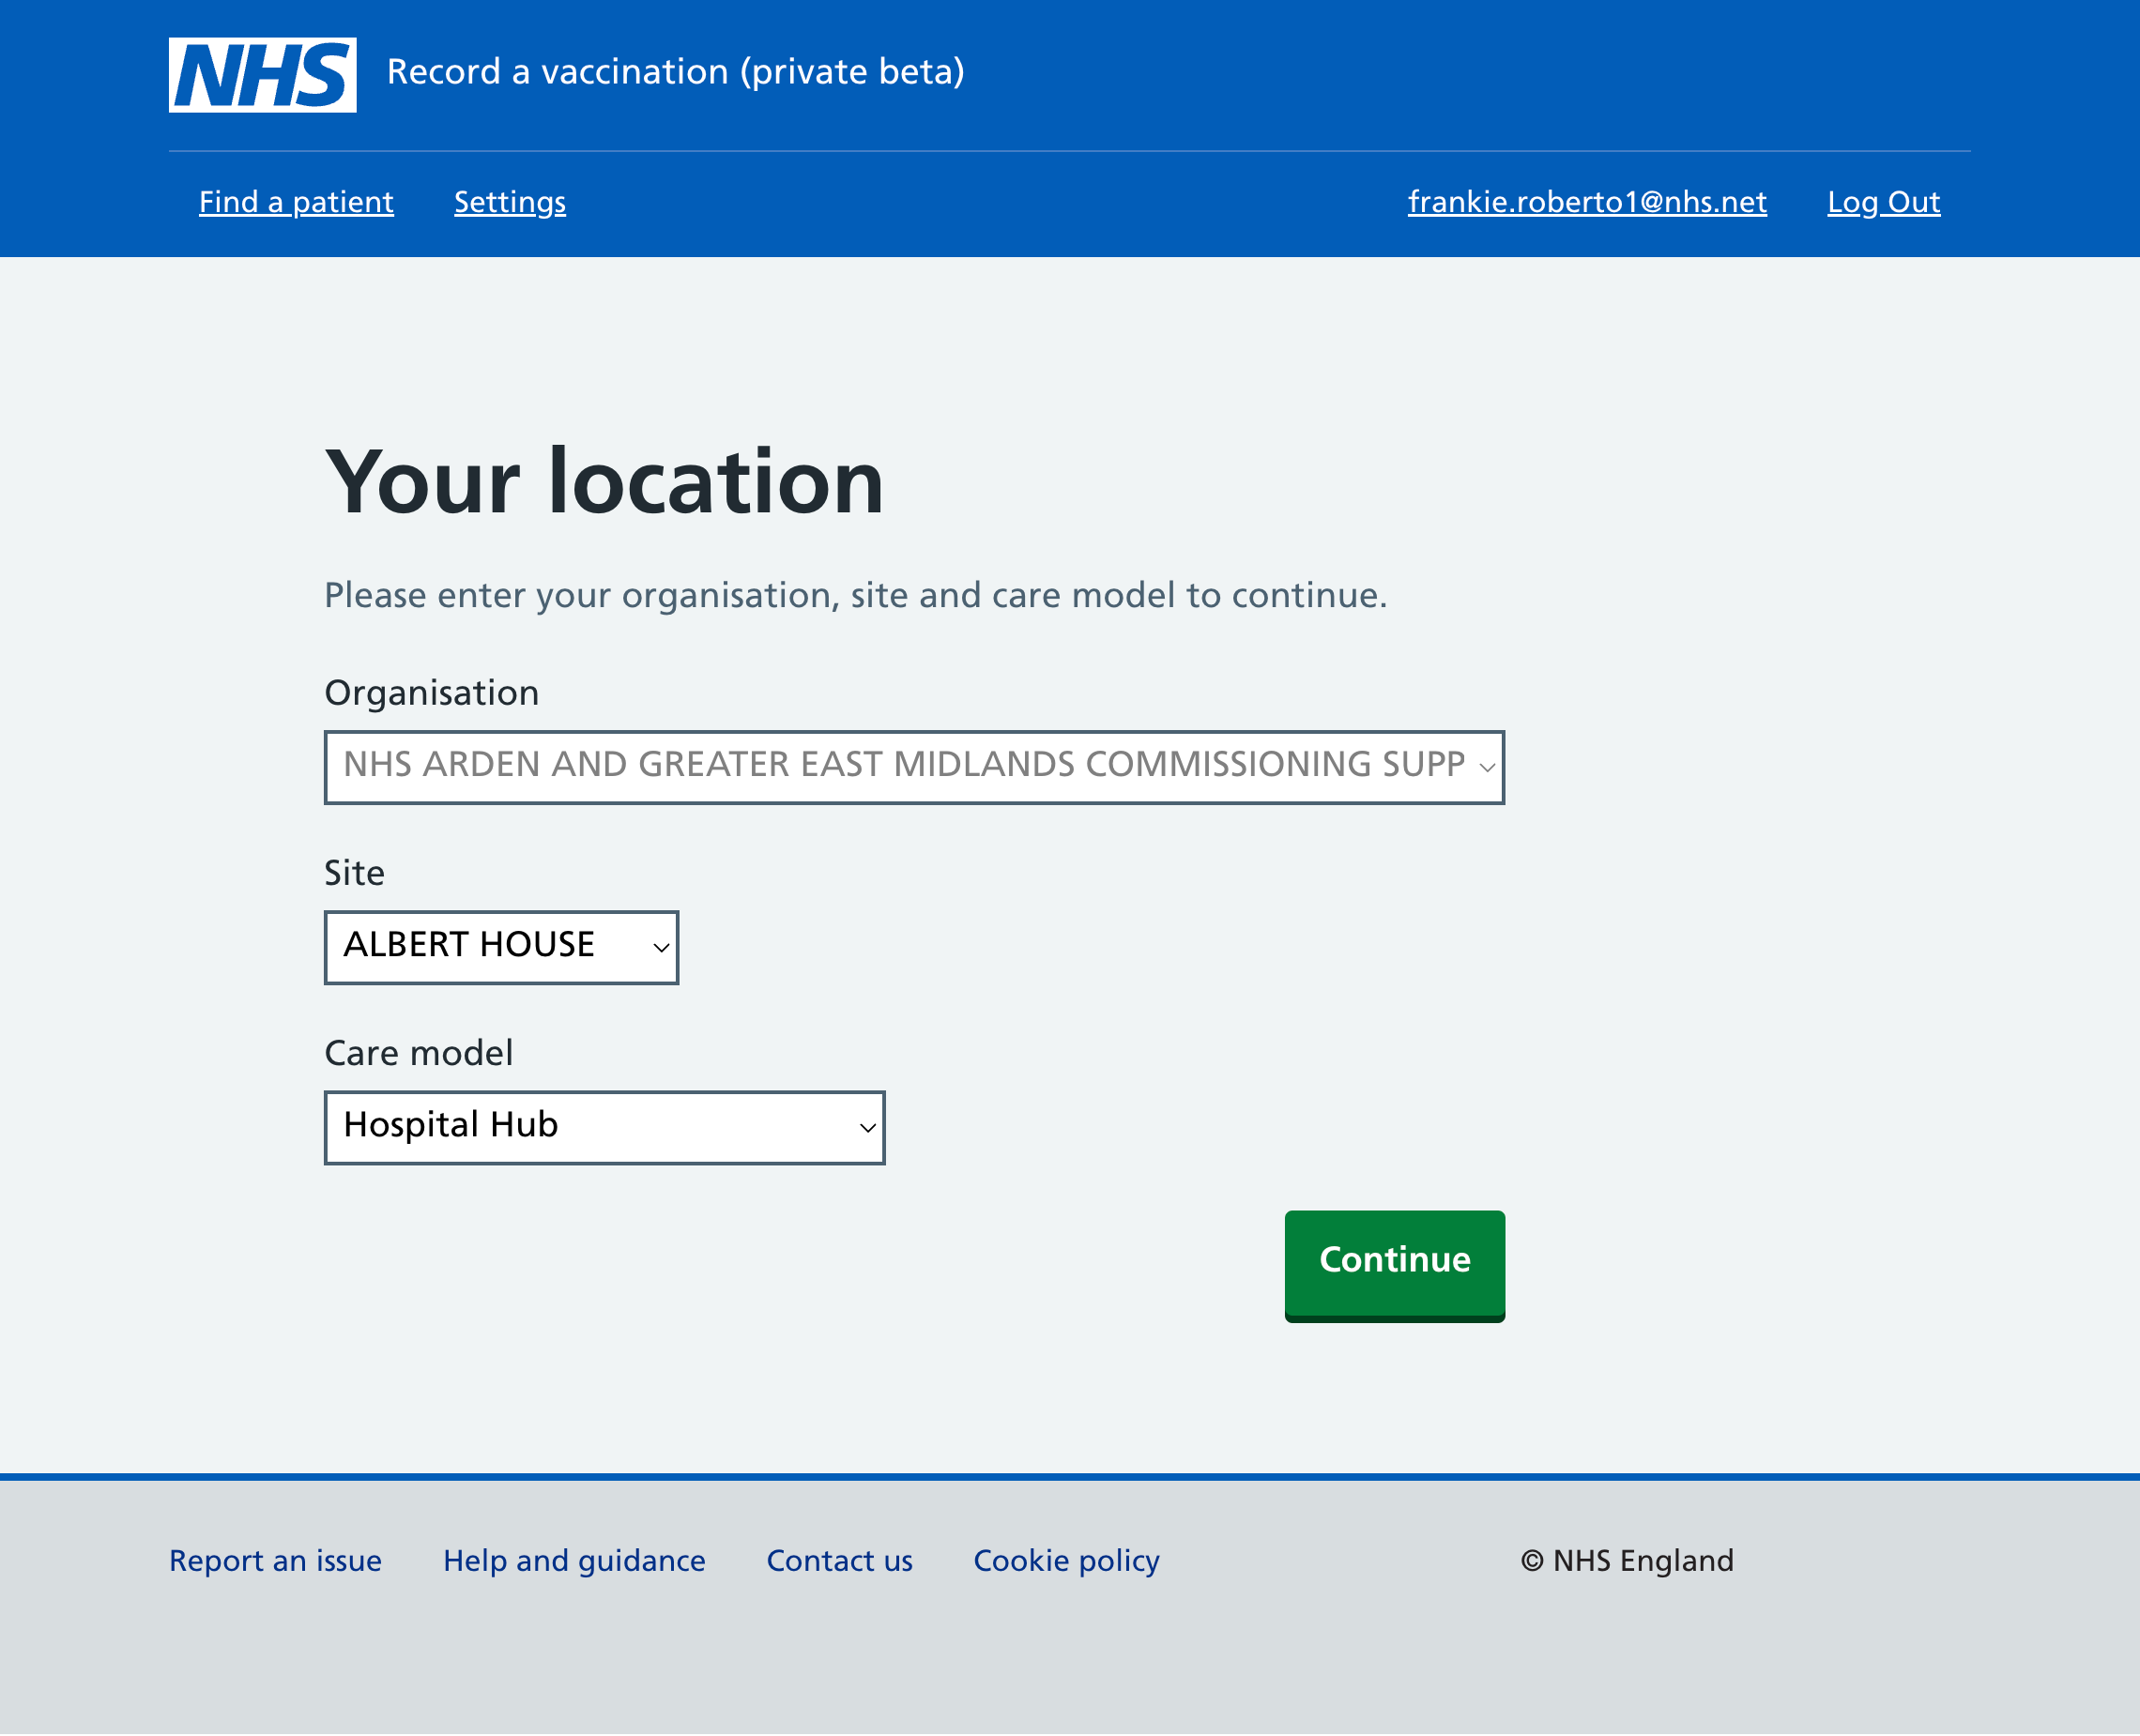 NHS Record a vaccination (private beta)
Find a patient Settings frankie.roberto1@nhs.net Log Out
Your location
Please enter your organisation, site and care model to continue.
Organisation
NHS ARDEN AND GREATER EAST MIDLANDS COMMISSIONING SUPP
Site
ALBERT HOUSE
Care model
Hospital Hub
Continue
Report an issue Help and guidance Contact us Cookie policy © NHS England